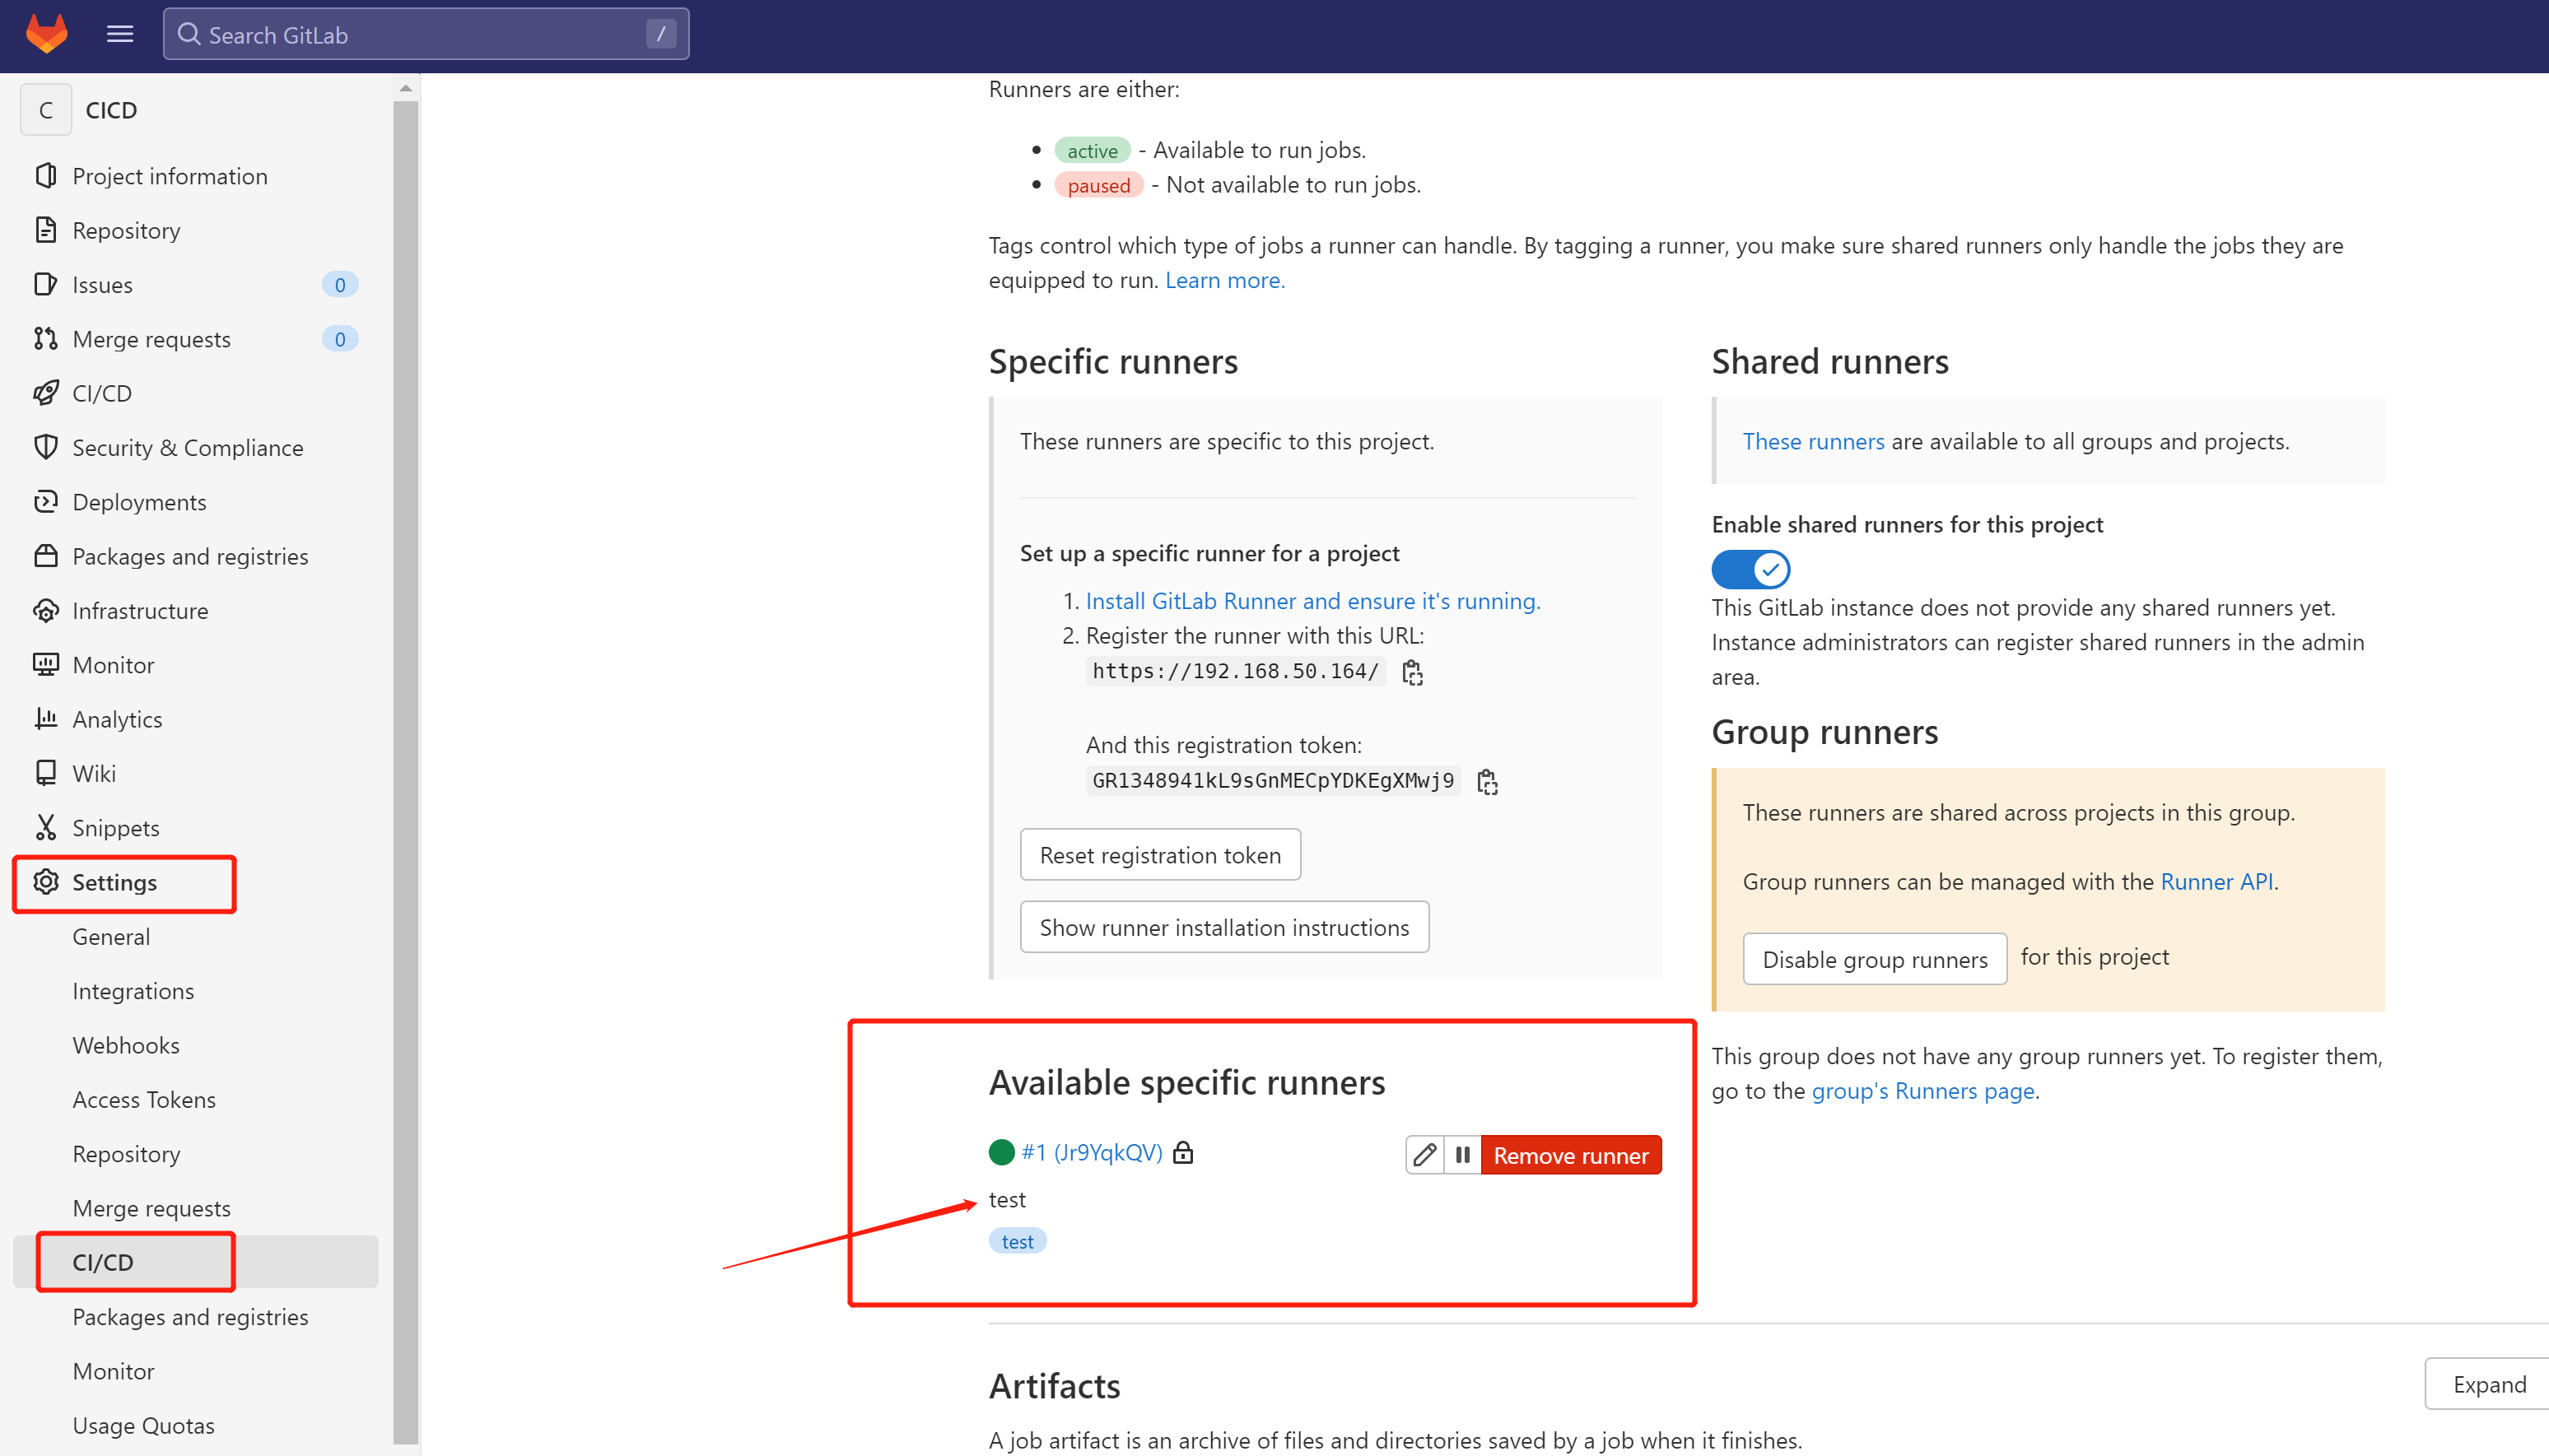 Search GitLab
/
C
CICD
Project information
Repository
Issues
0
Merge requests
0
CI/CD
Security & Compliance
Deployments
Packages and registries
Infrastructure
Monitor
Analytics
Wiki
Snippets
Settings
General
Integrations
Webhooks
Access Tokens
Repository
Merge requests
CI/CD
Packages and registries
Monitor
Usage Quotas
Runners are either:
active - Available to run jobs.
paused - Not available to run jobs.
Tags control which type of jobs a runner can handle. By tagging a runner, you make sure shared runners only handle the jobs they are
equipped to run. Learn more.
Specific runners
These runners are specific to this project.
Set up a specific runner for a project
1. Install GitLab Runner and ensure it's running.
2. Register the runner with this URL:
https://192.168.50.164/
And this registration token:
GR1348941kL9sGnMECpYDKEgXMwj9
Reset registration token
Show runner installation instructions
Available specific runners
#1 (Jr9YqkQV)
Remove runner
test
test
Shared runners
These runners are available to all groups and projects.
Enable shared runners for this project
This GitLab instance does not provide any shared runners yet.
Instance administrators can register shared runners in the admin
area.
Group runners
These runners are shared across projects in this group.
Group runners can be managed with the Runner API.
Disable group runners for this project
This group does not have any group runners yet. To register them,
go to the group's Runners page.
Artifacts
Expand
A job artifact is an archive of files and directories saved by a job when it finishes.